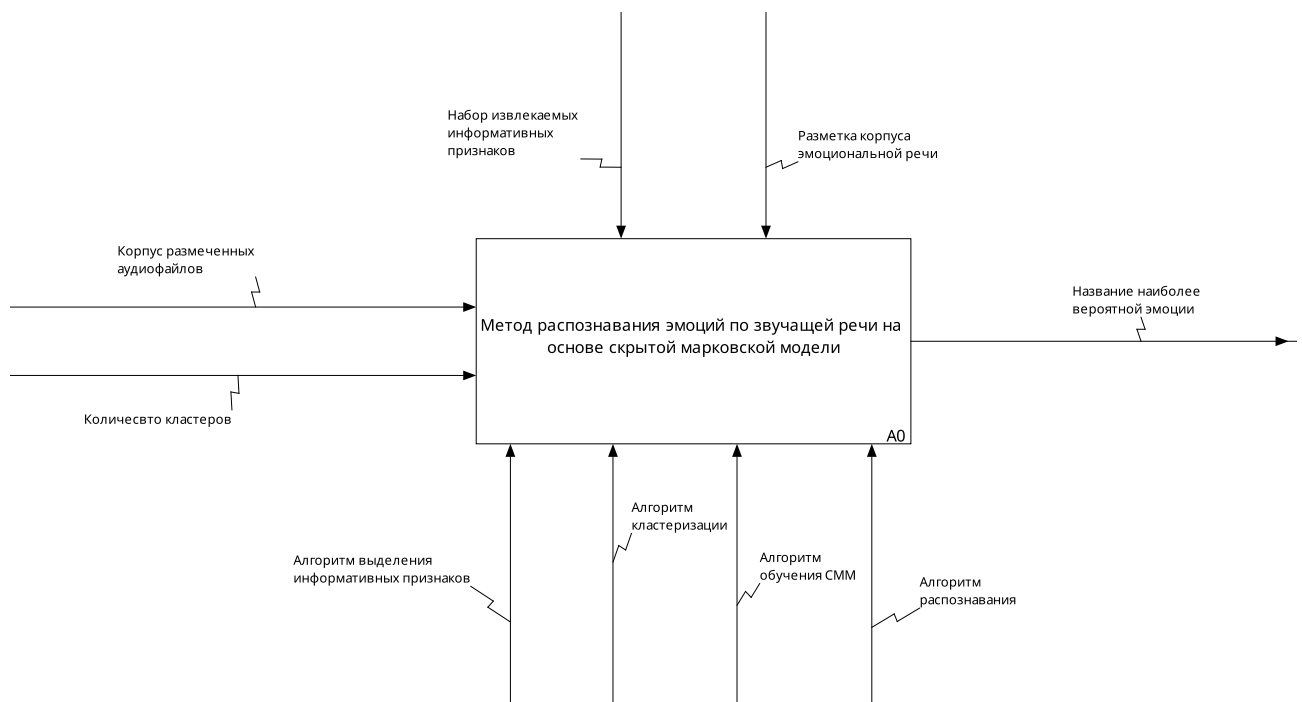 Набор извлекаемых
информативных
признаков
Разметка корпуса
эмоциональной речи
Корпус размеченных
аудиофайлов
Название наиболее
вероятной эмоции
Метод распознавания эмоций по звучащей речи на
основе скрытой марковской модели
Количесвто кластеров
A0
Алгоритм
кластеризации
Алгоритм выделения
информативных признаков
Алгоритм
обучения СММ
Алгоритм
распознавания